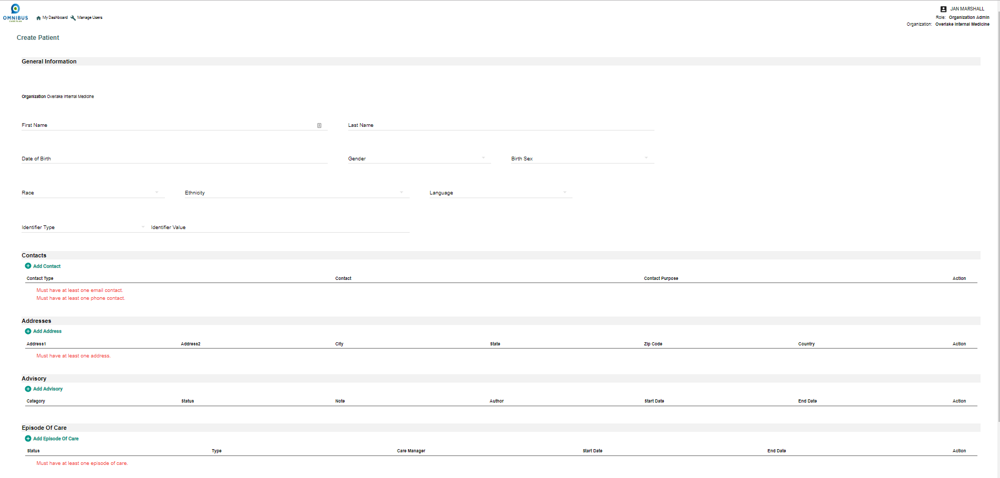 OMNIBUS
CARE PLAN
My Dashboard Manage Users
JAN MARSHALL
Role: Organization Admin
Organization: Overlake Internal Medicine
Create Patient
General Information
Organization Overlake Internal Medicine
First Name Last Name
Date of Birth Gender Birth Sex
Race Ethnicity Language
Identifier Type Identifier Value
Contacts
Add Contact
Contact Type Contact Contact Purpose Action
Must have at least one email contact.
Must have at least one phone contact.
Addresses
Add Address
Address1 Address2 City State Zip Code Country Action
Must have at least one address.
Advisory
Add Advisory
Category Status Note Author Start Date End Date Action
Episode Of Care
Add Episode Of Care
Status Type Care Manager Start Date End Date Action
Must have at least one episode of care.